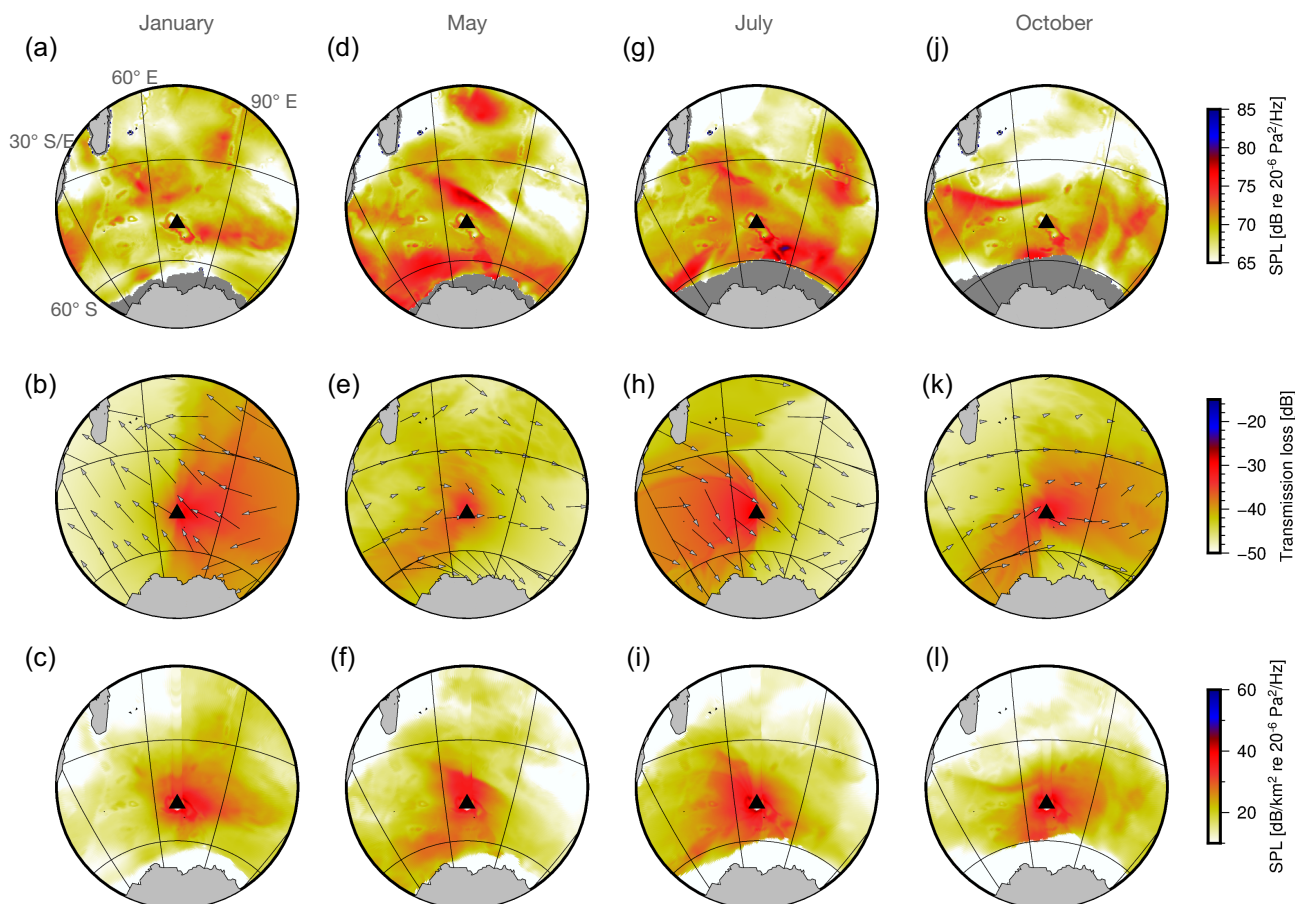 January May July October
(a) (d) (g) (j)
60° E
90° E
30° S/E
60° S
85
80
75
70
65
SPL [dB re 20⁻⁶ Pa²/Hz]
(b) (e) (h) (k)
−20
−30
−40
−50
Transmission loss [dB]
(c) (f) (i) (l)
60
40
20
SPL [dB/km² re 20⁻⁶ Pa²/Hz]